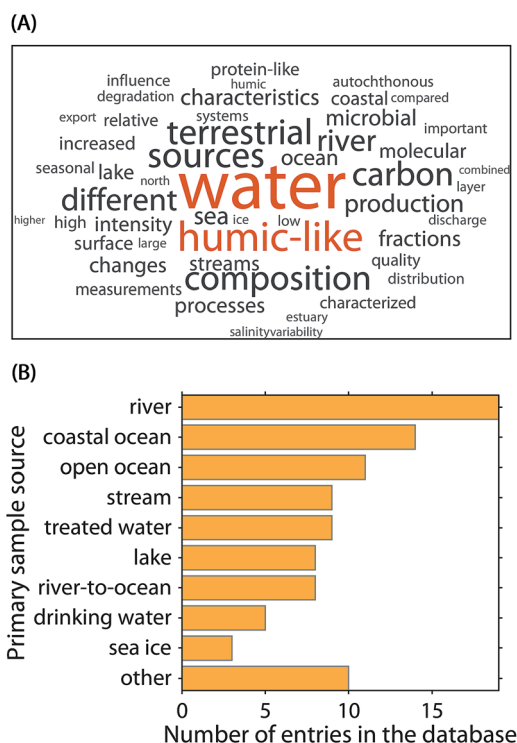 (A)
protein-like
influence
humic
autochthonous
degradation
characteristics
coastal
compared
export
relative
systems
microbial
important
terrestrial
river
increased
sources
ocean
molecular
seasonal
lake
north
water
carbon
combined
layer
different
production
higher
high
intensity
sea
ice
low
discharge
surface
large
humic-like
fractions
changes
streams
quality
composition
distribution
measurements
processes
characterized
estuary
salinityvariability
(B)
Primary sample source
river
coastal ocean
open ocean
stream
treated water
lake
river-to-ocean
drinking water
sea ice
other
0 5 10 15
Number of entries in the database